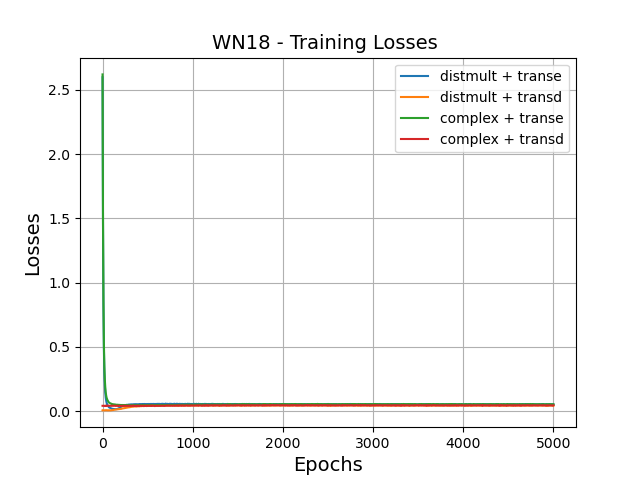 WN18 - Training Losses
distmult + transe
distmult + transd
complex + transe
complex + transd
Losses
2.5
2.0
1.5
1.0
0.5
0.0
0 1000 2000 3000 4000 5000
Epochs